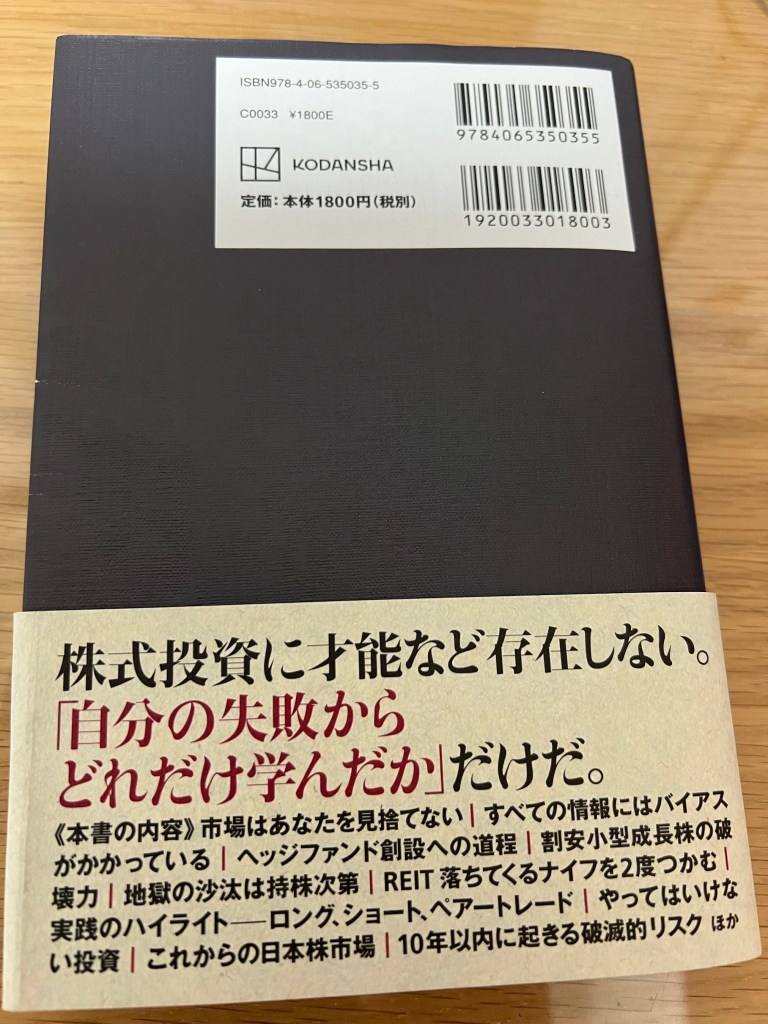 ISBN978-4-06-535035-5
C0033 ¥1800E
KODANSHA
定価:本体1800円(税別)
9784065350355
1920033018003
株式投資に才能など存在しない。
「自分の失敗から
どれだけ学んだか」だけだ。
《本書の内容》市場はあなたを見捨てない|すべての情報にはバイアス
がかかっている|ヘッジファンド創設への道程|割安小型成長株の破
壊力|地獄の沙汰は持株次第|REIT 落ちてくるナイフを2度つかむ|
実践のハイライト——ロング、ショート、ペアートレード|やってはいけな
い投資|これからの日本株市場|10年以内に起きる破滅的リスク ほか